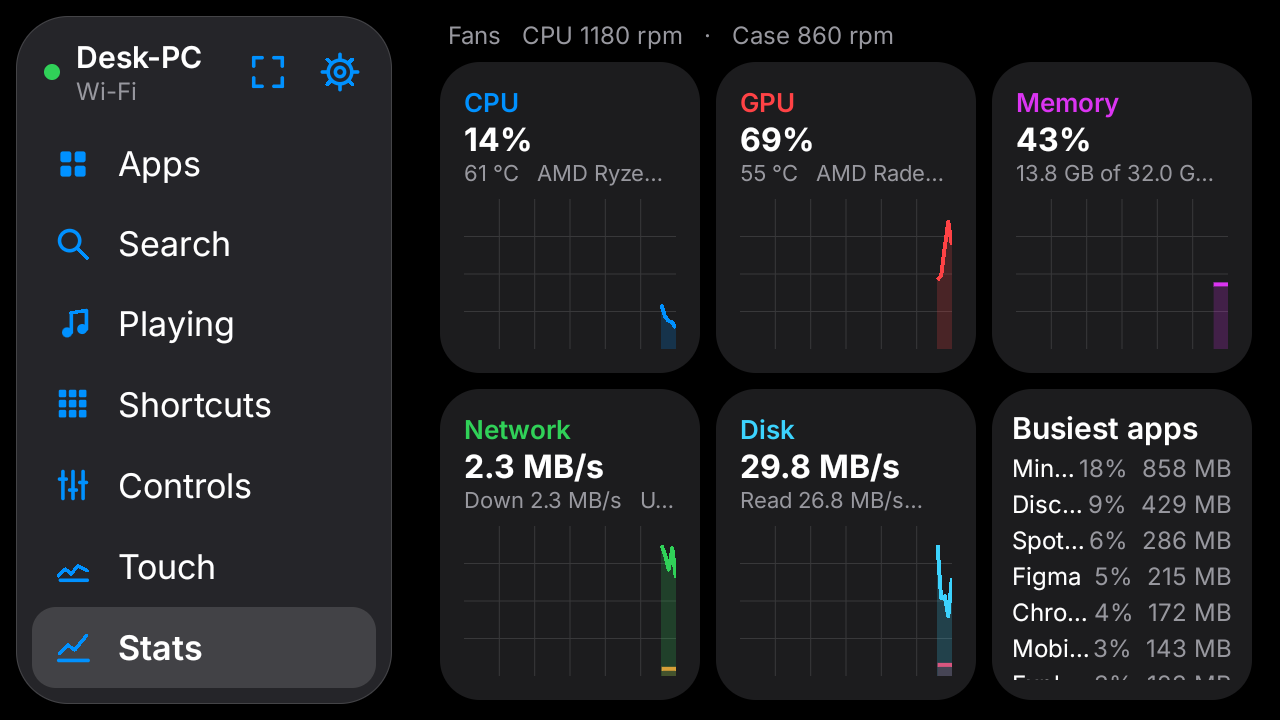 Desk-PC
Wi-Fi
Apps
Search
Playing
Shortcuts
Controls
Touch
Stats
Fans CPU 1180 rpm · Case 860 rpm
CPU
14%
61 °C AMD Ryze...
GPU
69%
55 °C AMD Rade...
Memory
43%
13.8 GB of 32.0 G...
Network
2.3 MB/s
Down 2.3 MB/s U...
Disk
29.8 MB/s
Read 26.8 MB/s...
Busiest apps
Min... 18% 858 MB
Disc... 9% 429 MB
Spot... 6% 286 MB
Figma 5% 215 MB
Chro... 4% 172 MB
Mobi... 3% 143 MB